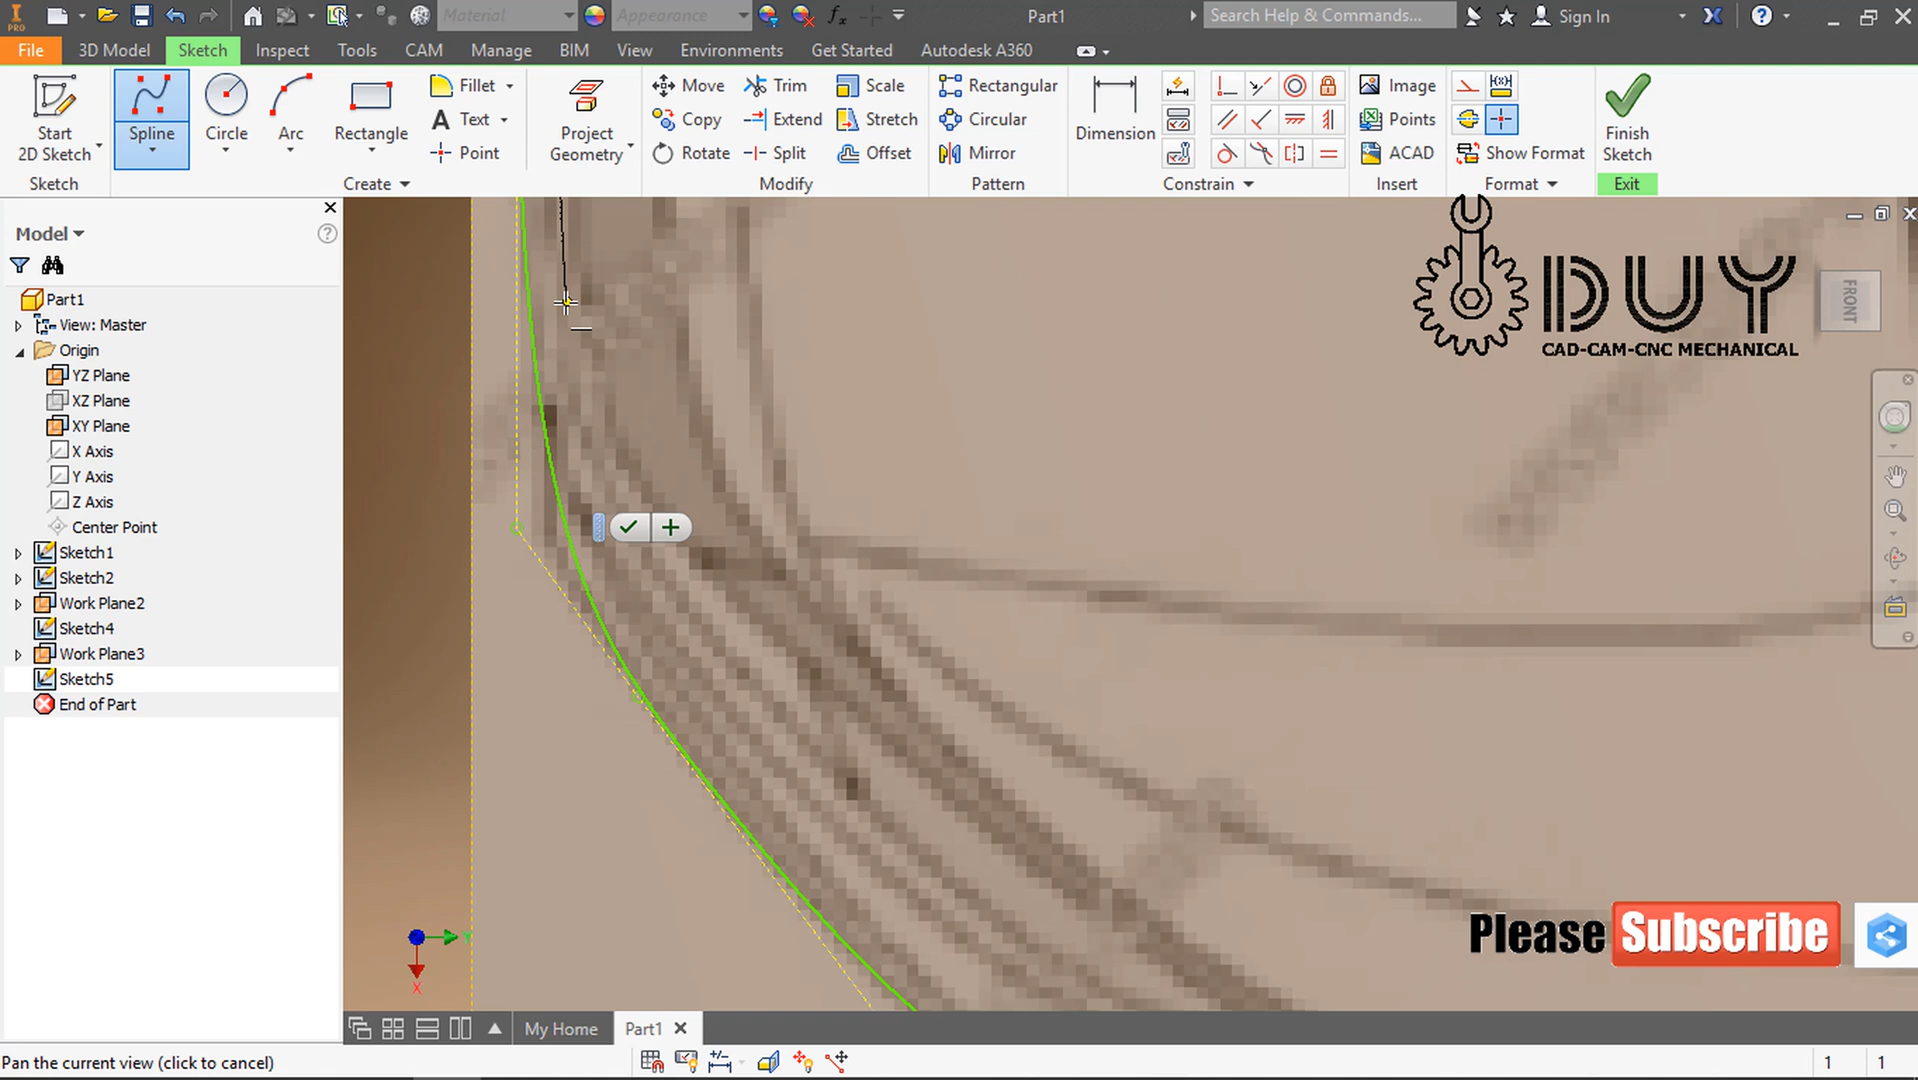 PRO
Material
Appearance
fx
Part1
Search Help & Commands...
Sign In
File
3D Model
Sketch
Inspect
Tools
CAM
Manage
BIM
View
Environments
Get Started
Autodesk A360
Start
2D Sketch
Spline
Circle
Arc
Rectangle
Fillet
Text
Point
Project
Geometry
Move
Copy
Rotate
Trim
Extend
Split
Scale
Stretch
Offset
Rectangular
Circular
Mirror
Dimension
Image
Points
ACAD
Show Format
Finish
Sketch
Sketch
Create
Modify
Pattern
Constrain
Insert
Format
Exit
Model
Part1
View: Master
Origin
YZ Plane
XZ Plane
XY Plane
X Axis
Y Axis
Z Axis
Center Point
Sketch1
Sketch2
Work Plane2
Sketch4
Work Plane3
Sketch5
End of Part
DUY
CAD-CAM-CNC MECHANICAL
FRONT
Please Subscribe
Y
X
My Home
Part1
Pan the current view (click to cancel)
1
1